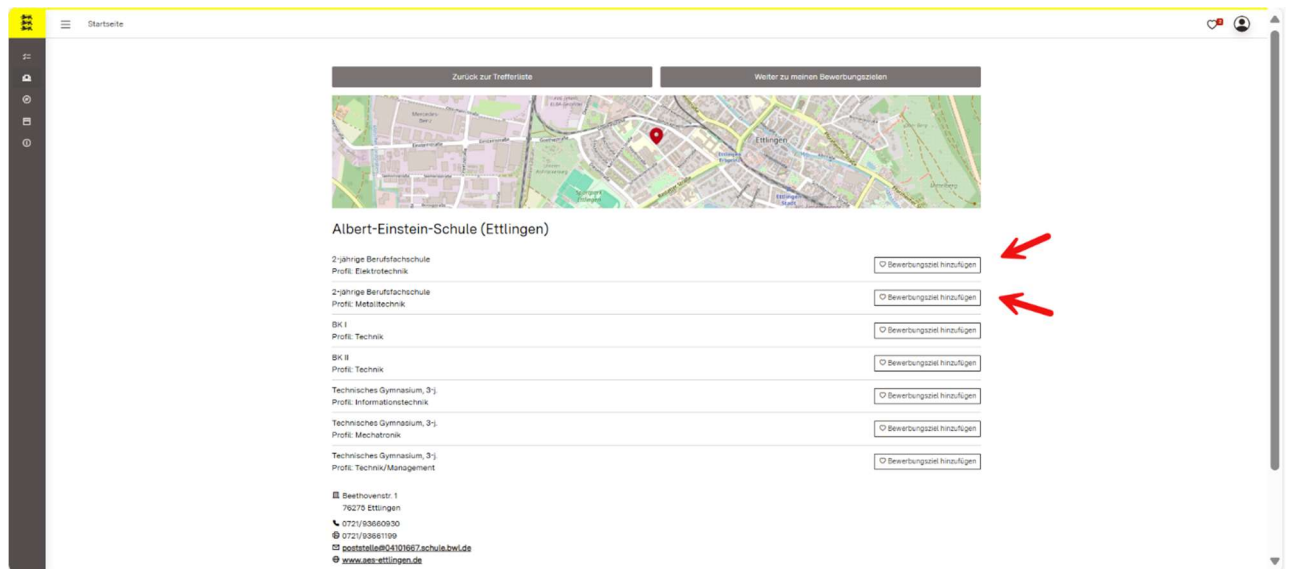 Startseite
3
Zurück zur Trefferliste
Weiter zu meinen Bewerbungszielen
Ettlingen
Albert-Einstein-Schule (Ettlingen)
2-jährige Berufsfachschule
Profil: Elektrotechnik
Bewerbungsziel hinzufügen
2-jährige Berufsfachschule
Profil: Metalltechnik
Bewerbungsziel hinzufügen
BK I
Profil: Technik
Bewerbungsziel hinzufügen
BK II
Profil: Technik
Bewerbungsziel hinzufügen
Technisches Gymnasium, 3-j.
Profil: Informationstechnik
Bewerbungsziel hinzufügen
Technisches Gymnasium, 3-j.
Profil: Mechatronik
Bewerbungsziel hinzufügen
Technisches Gymnasium, 3-j.
Profil: Technik/Management
Bewerbungsziel hinzufügen
Beethovenstr. 1
76275 Ettlingen
0721/93660930
0721/93661199
poststelle@04101667.schule.bwl.de
www.aes-ettlingen.de